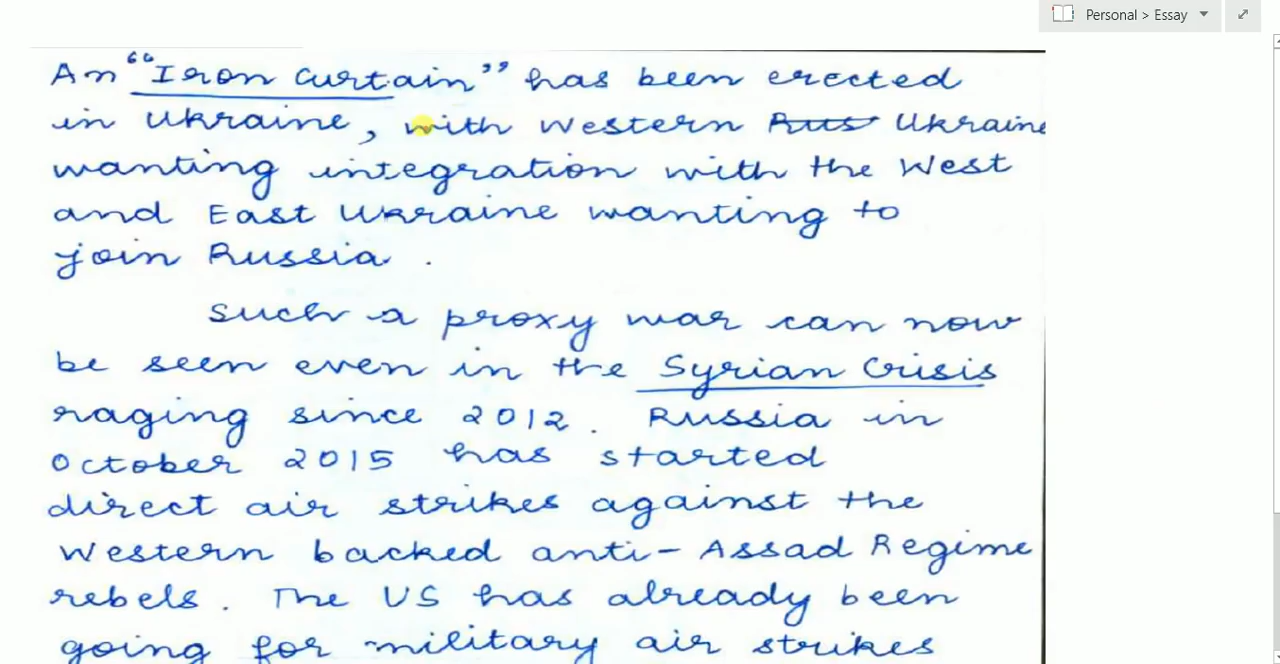 Personal > Essay
An "Iron Curtain" has been erected
in Ukraine, with Western Rus Ukraine
wanting integration with the West
and East Ukraine wanting to
join Russia.
Such a proxy war can now
be seen even in the Syrian Crisis
raging since 2012. Russia in
October 2015 has started
direct air strikes against the
Western backed anti-Assad Regime
rebels. The US has already been
going for military air strikes